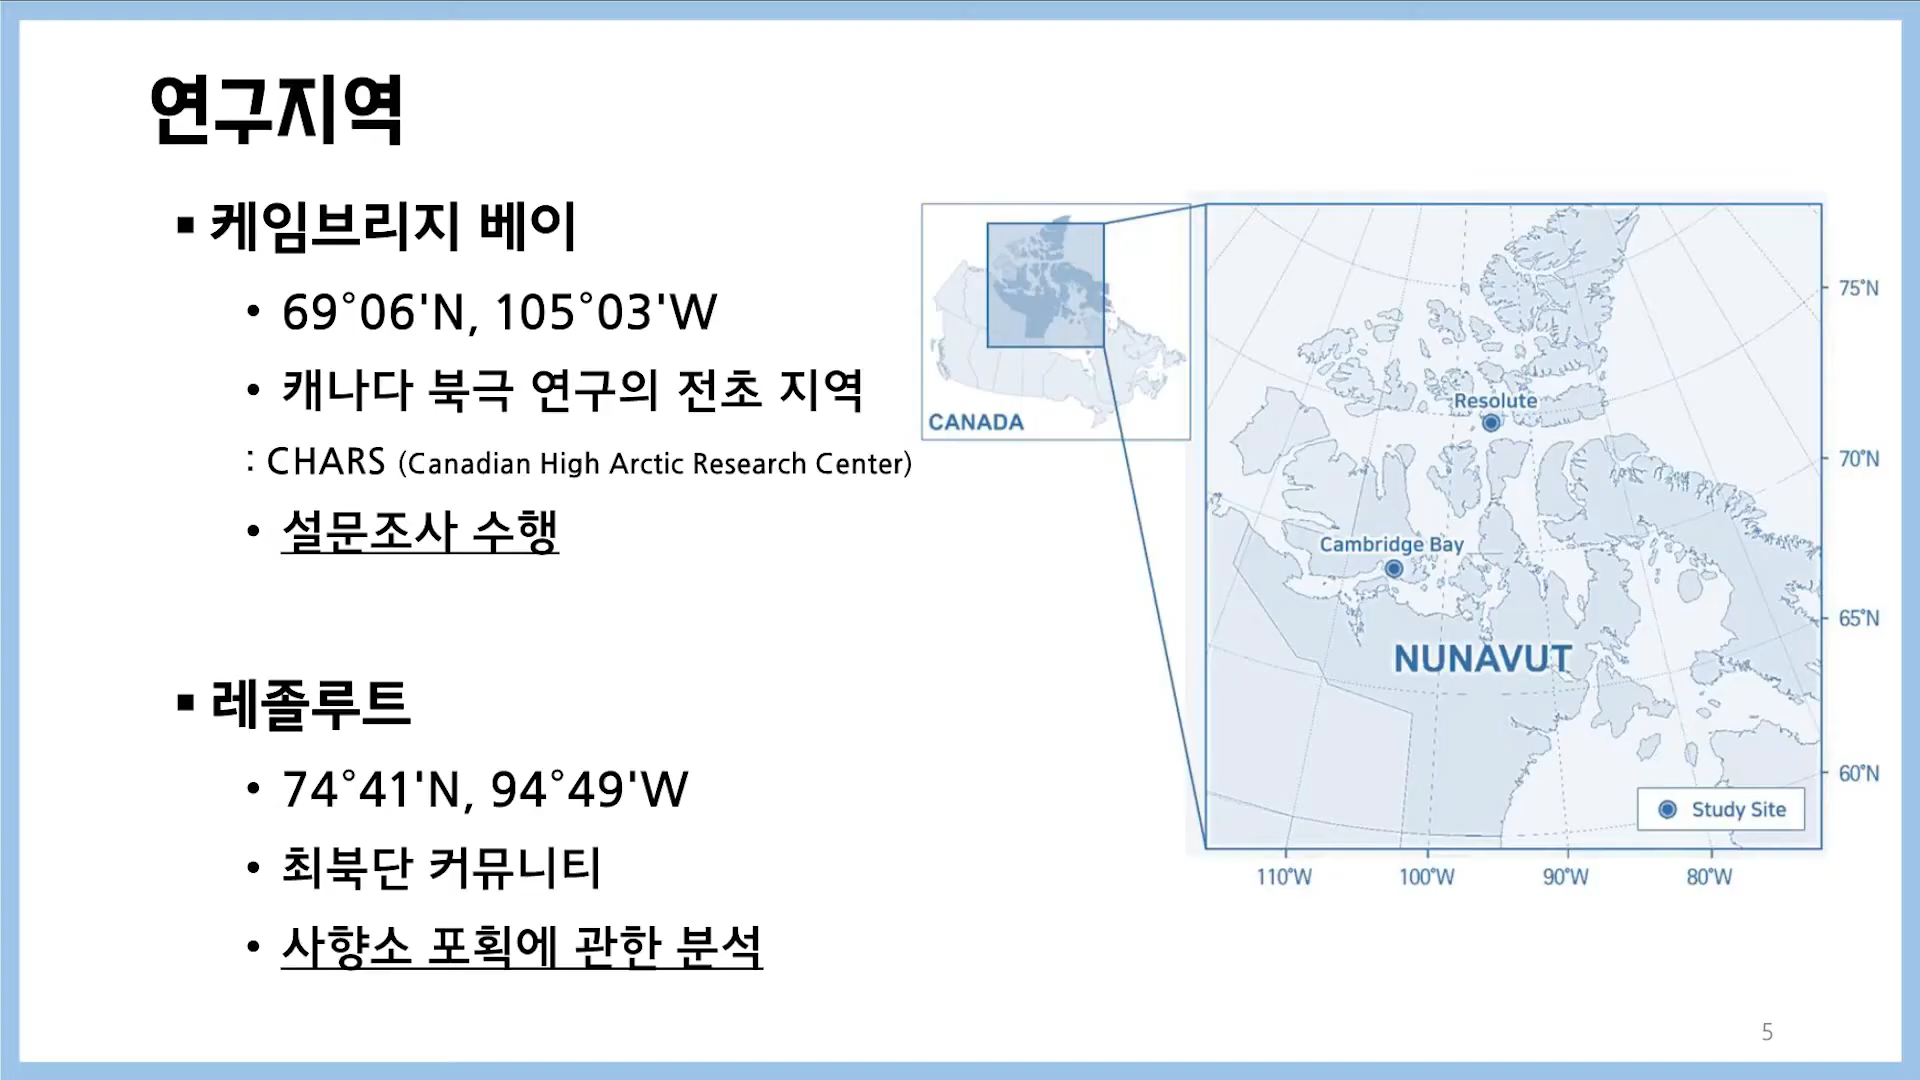 연구지역
▪ 케임브리지 베이
• 69°06'N, 105°03'W
• 캐나다 북극 연구의 전초 지역
: CHARS (Canadian High Arctic Research Center)
• 설문조사 수행
▪ 레졸루트
• 74°41'N, 94°49'W
• 최북단 커뮤니티
• 사향소 포획에 관한 분석
CANADA
Resolute
Cambridge Bay
NUNAVUT
Study Site
75°N
70°N
65°N
60°N
110°W 100°W 90°W 80°W
5